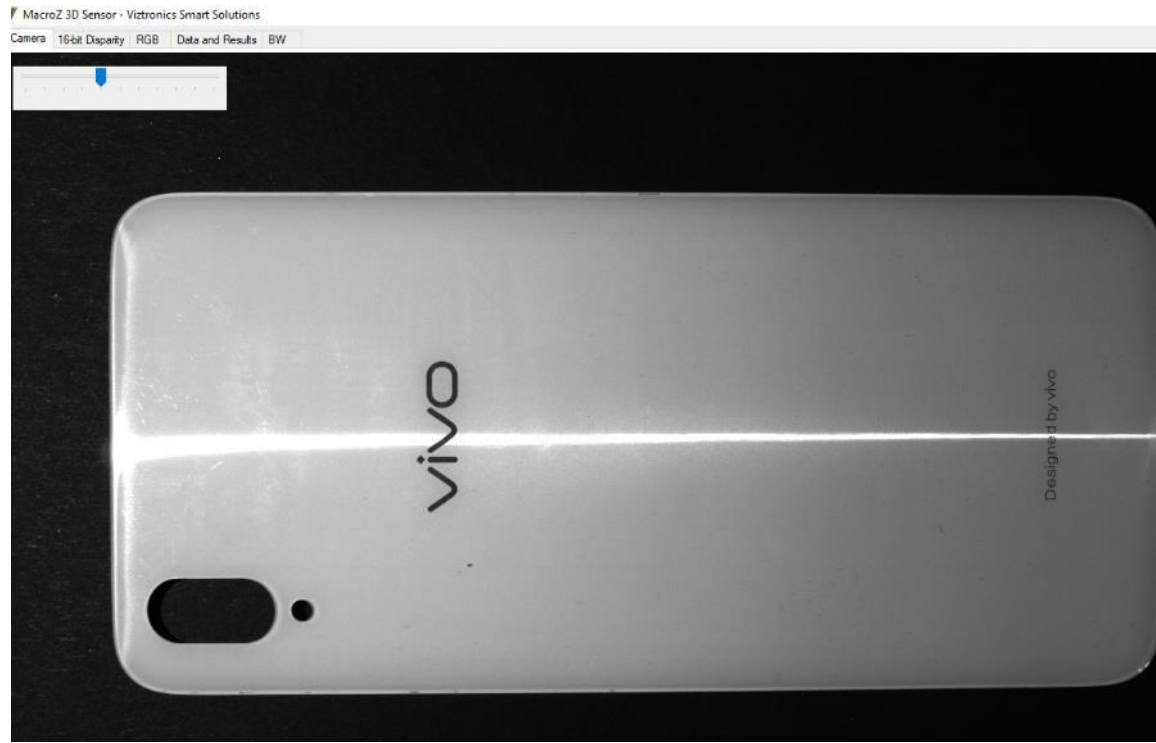 MacroZ 3D Sensor - Viztronics Smart Solutions
Camera 16-bit Disparity RGB Data and Results BW
vivo
Designed by vivo